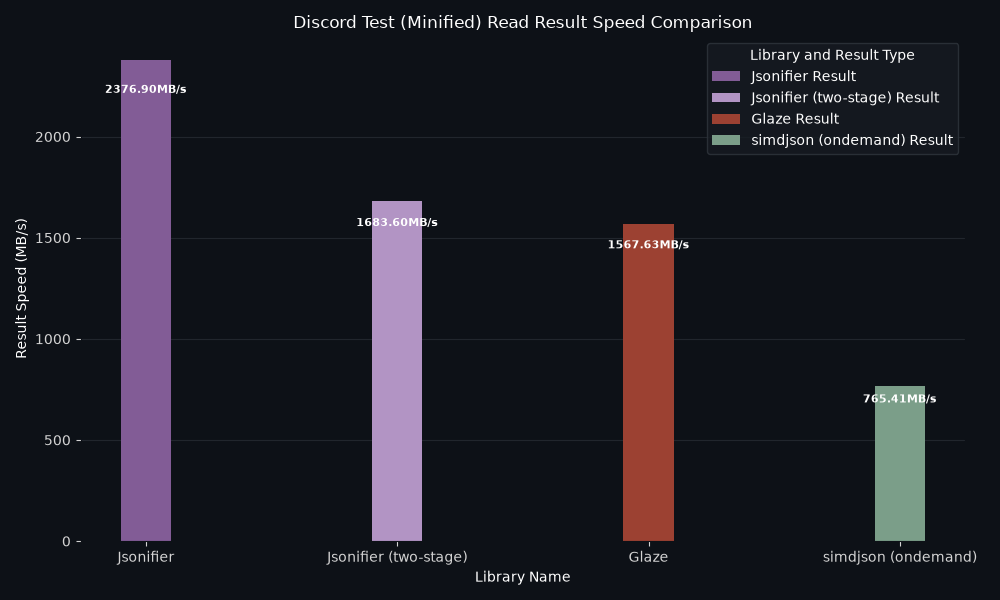 Discord Test (Minified) Read Result Speed Comparison
Library and Result Type
Jsonifier Result
Jsonifier (two-stage) Result
Glaze Result
simdjson (ondemand) Result
2376.90MB/s
1683.60MB/s
1567.63MB/s
765.41MB/s
Result Speed (MB/s)
2000
1500
1000
500
0
Jsonifier
Jsonifier (two-stage)
Glaze
simdjson (ondemand)
Library Name